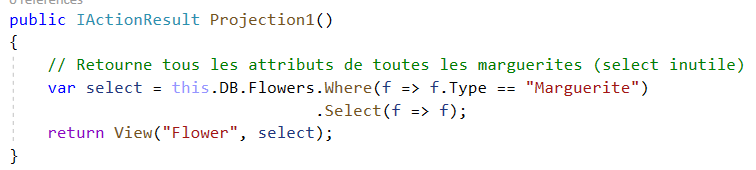 0 references
public IActionResult Projection1()
{
// Retourne tous les attributs de toutes les marguerites (select inutile)
var select = this.DB.Flowers.Where(f => f.Type == "Marguerite")
.Select(f => f);
return View("Flower", select);
}